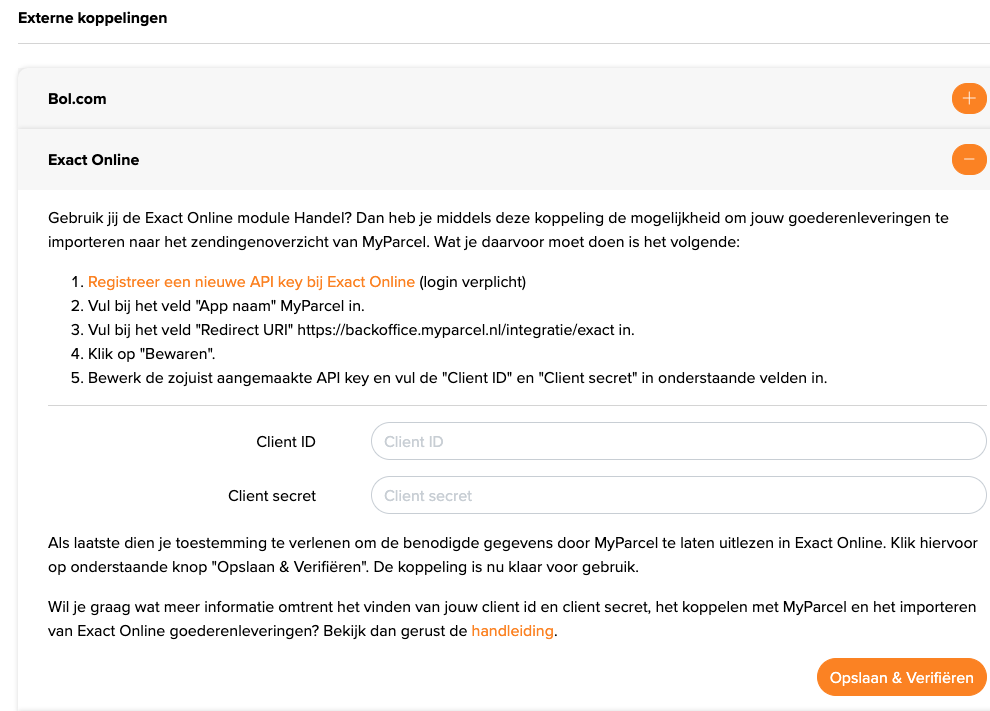 Externe koppelingen
Bol.com
Exact Online
Gebruik jij de Exact Online module Handel? Dan heb je middels deze koppeling de mogelijkheid om jouw goederenleveringen te
importeren naar het zendingenoverzicht van MyParcel. Wat je daarvoor moet doen is het volgende:
1. Registreer een nieuwe API key bij Exact Online (login verplicht)
2. Vul bij het veld "App naam" MyParcel in.
3. Vul bij het veld "Redirect URI" https://backoffice.myparcel.nl/integratie/exact in.
4. Klik op "Bewaren".
5. Bewerk de zojuist aangemaakte API key en vul de "Client ID" en "Client secret" in onderstaande velden in.
Client ID Client ID
Client secret Client secret
Als laatste dien je toestemming te verlenen om de benodigde gegevens door MyParcel te laten uitlezen in Exact Online. Klik hiervoor
op onderstaande knop "Opslaan & Verifiëren". De koppeling is nu klaar voor gebruik.
Wil je graag wat meer informatie omtrent het vinden van jouw client id en client secret, het koppelen met MyParcel en het importeren
van Exact Online goederenleveringen? Bekijk dan gerust de handleiding.
Opslaan & Verifiëren